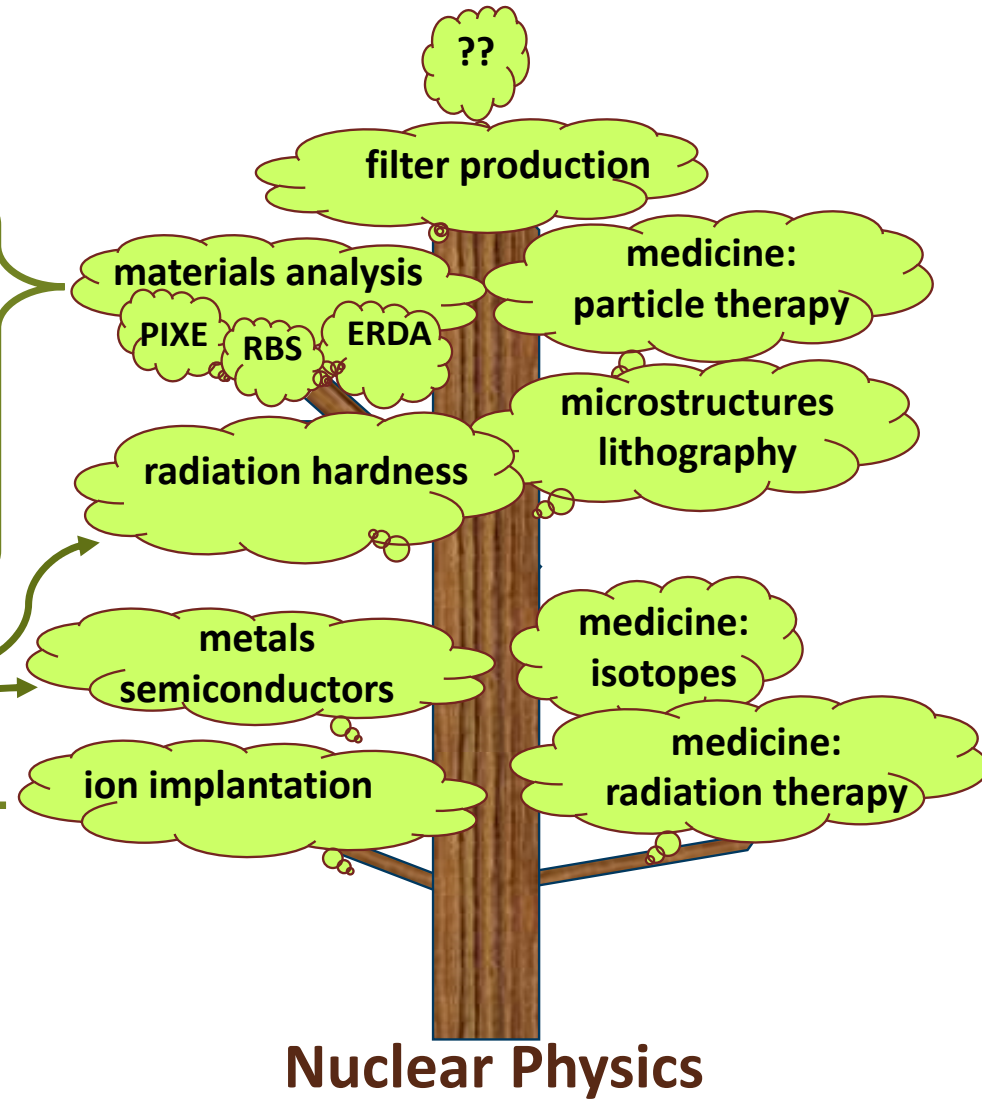 ??
filter production
materials analysis
PIXE
RBS
ERDA
medicine:
particle therapy
microstructures
lithography
radiation hardness
metals
semiconductors
medicine:
isotopes
ion implantation
medicine:
radiation therapy
Nuclear Physics